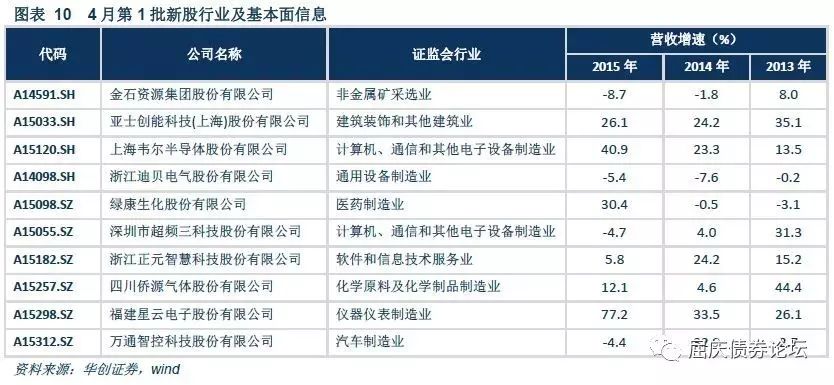 图表 10 4 月第 1 批新股行业及基本面信息
代码 公司名称 证监会行业 营收增速（%）
2015 年 2014 年 2013 年
A14591.SH 金石资源集团股份有限公司 非金属矿采选业 -8.7 -1.8 8.0
A15033.SH 亚士创能科技(上海)股份有限公司 建筑装饰和其他建筑业 26.1 24.2 35.1
A15120.SH 上海韦尔半导体股份有限公司 计算机、通信和其他电子设备制造业 40.9 23.3 13.5
A14098.SH 浙江迪贝电气股份有限公司 通用设备制造业 -5.4 -7.6 -0.2
A15098.SZ 绿康生化股份有限公司 医药制造业 30.4 -0.5 -3.1
A15055.SZ 深圳市超频三科技股份有限公司 计算机、通信和其他电子设备制造业 -4.7 4.0 31.3
A15182.SZ 浙江正元智慧科技股份有限公司 软件和信息技术服务业 5.8 24.2 15.2
A15257.SZ 四川侨源气体股份有限公司 化学原料及化学制品制造业 12.1 4.6 44.4
A15298.SZ 福建星云电子股份有限公司 仪器仪表制造业 77.2 33.5 26.1
A15312.SZ 万通智控科技股份有限公司 汽车制造业 -4.4
屈庆债券论坛
资料来源：华创证券，wind